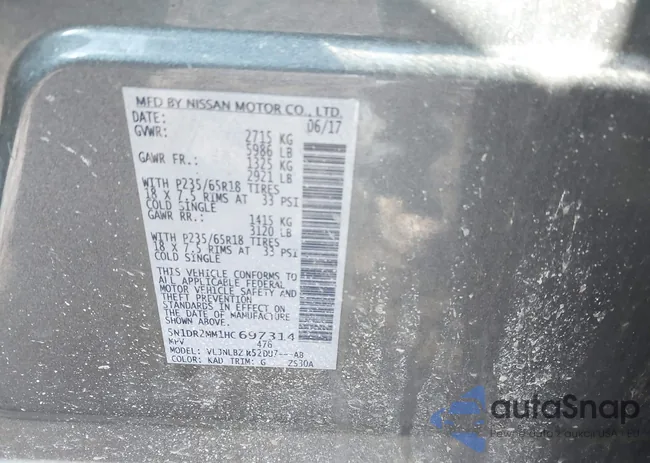 MFD BY NISSAN MOTOR CO., LTD.
DATE: 06/17
GVWR: 2715 KG
5986 LB
GAWR FR.: 1325 KG
2921 LB
WITH P235/65R18 TIRES
18 X 7.5 RIMS AT 33 PSI
COLD SINGLE
GAWR RR.: 1415 KG
3120 LB
WITH P235/65R18 TIRES
18 X 7.5 RIMS AT 33 PSI
COLD SINGLE
THIS VEHICLE CONFORMS TO
ALL APPLICABLE FEDERAL
MOTOR VEHICLE SAFETY AND
THEFT PREVENTION
STANDARDS IN EFFECT ON
THE DATE OF MANUFACTURE
SHOWN ABOVE.
5N1DR2MM1HC 697314
MPV 476
MODEL:
COLOR: KAD TRIM: G ZS30A
autoSnap